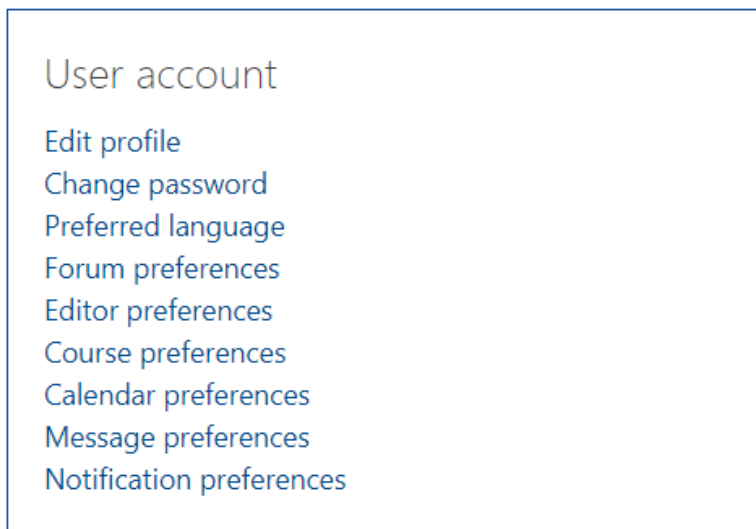 User account
Edit profile
Change password
Preferred language
Forum preferences
Editor preferences
Course preferences
Calendar preferences
Message preferences
Notification preferences